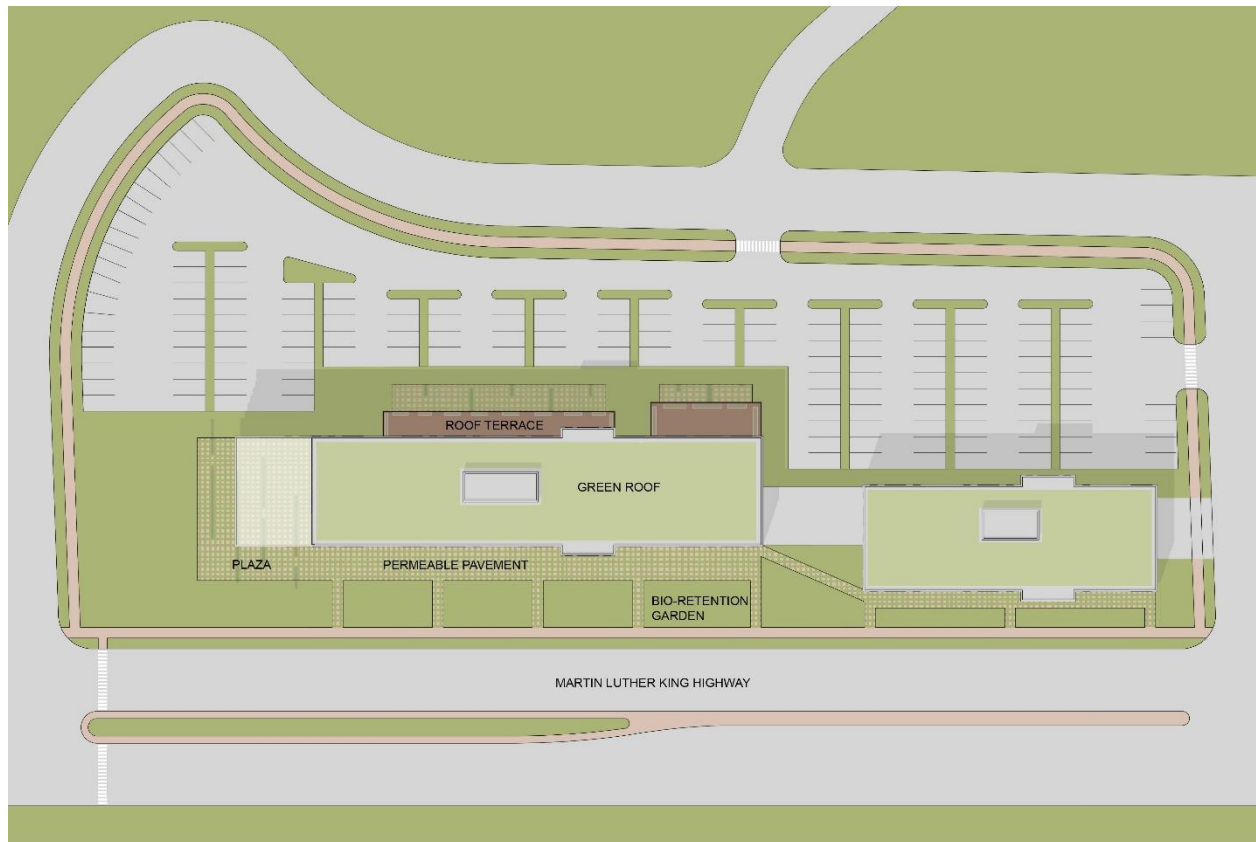 ROOF TERRACE
GREEN ROOF
PLAZA
PERMEABLE PAVEMENT
BIO-RETENTION
GARDEN
MARTIN LUTHER KING HIGHWAY